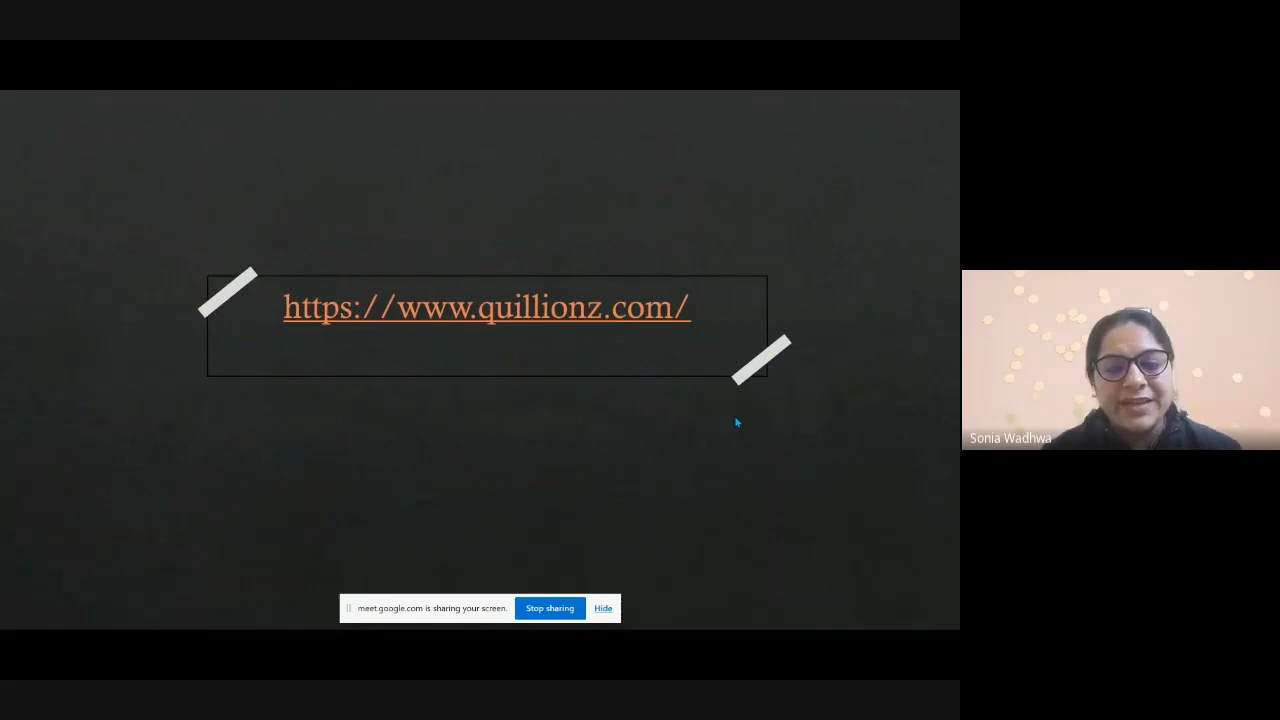 https://www.quillionz.com/
Sonia Wadhwa
meet.google.com is sharing your screen. Stop sharing Hide